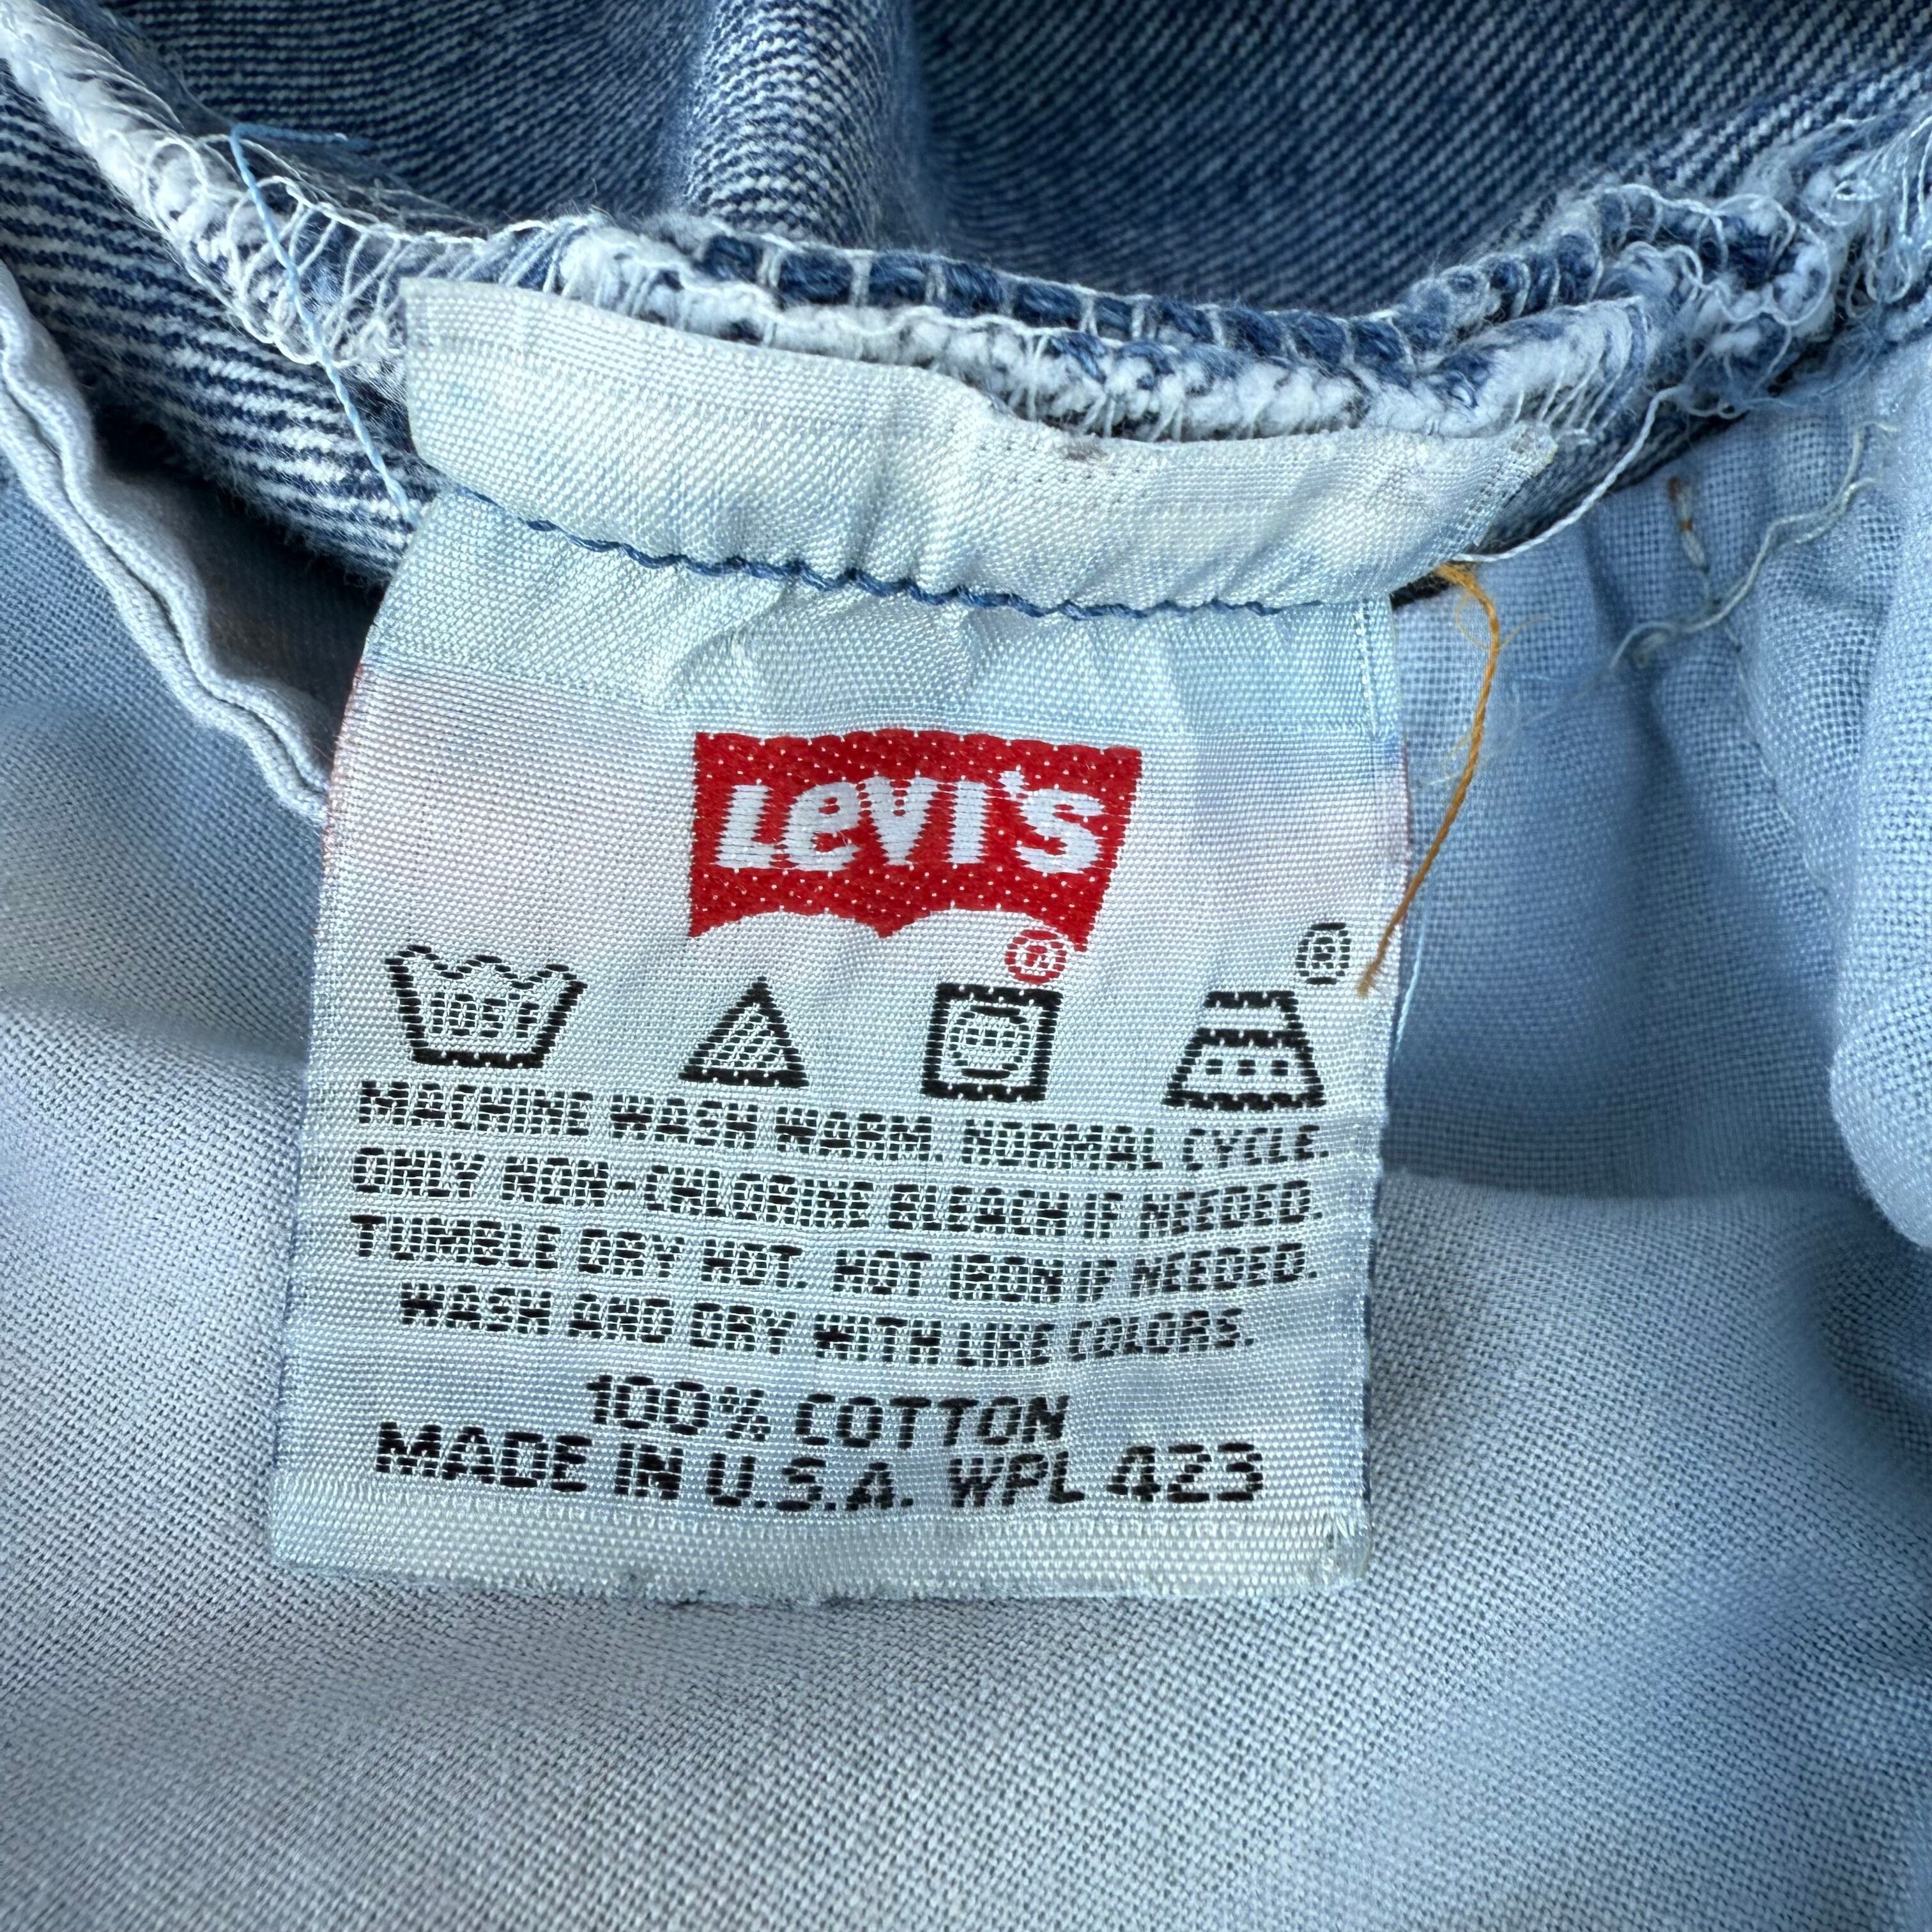 LEVI'S
®
®
105°F
MACHINE WASH WARM. NORMAL CYCLE.
ONLY NON-CHLORINE BLEACH IF NEEDED.
TUMBLE DRY HOT. HOT IRON IF NEEDED.
WASH AND DRY WITH LIKE COLORS.
100% COTTON
MADE IN U.S.A. WPL 423